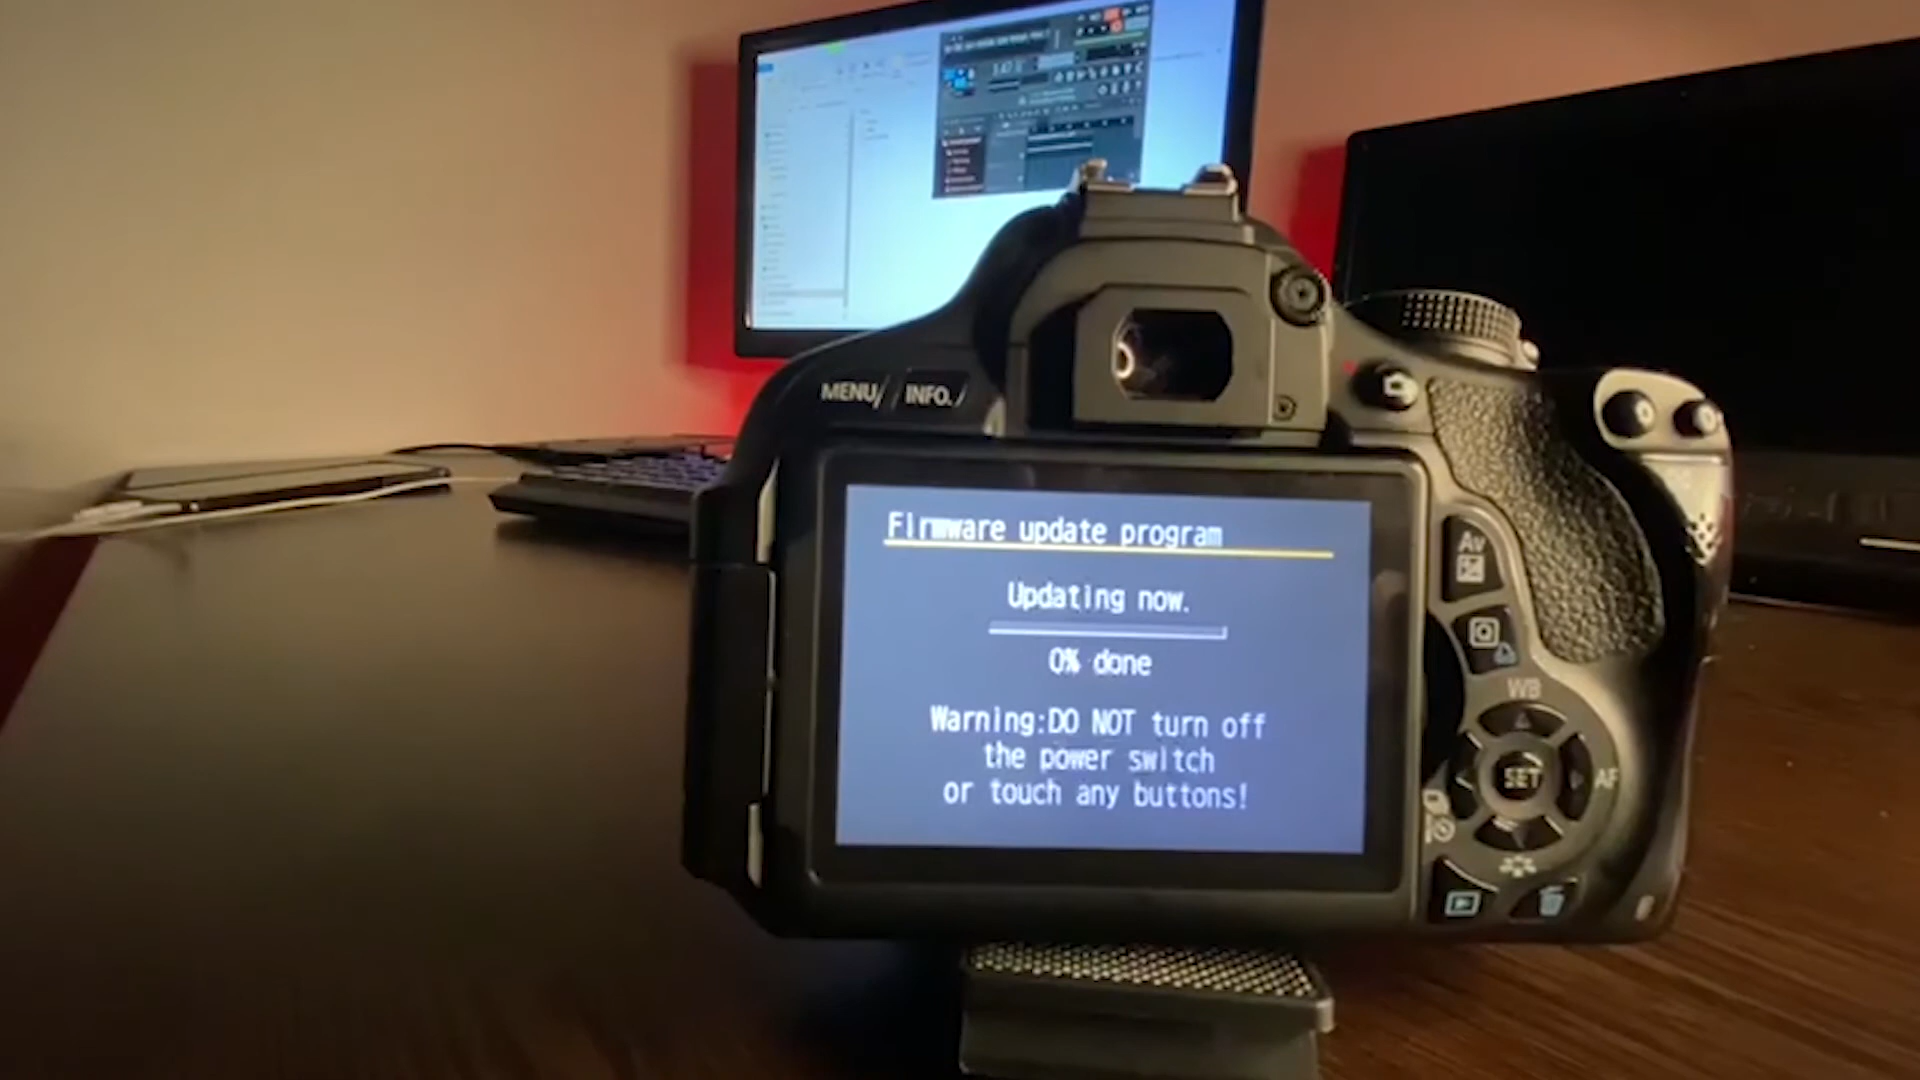 MENU INFO.
Firmware update program
Updating now.
0% done
Warning:DO NOT turn off
the power switch
or touch any buttons!
Av
WB
SET
AF